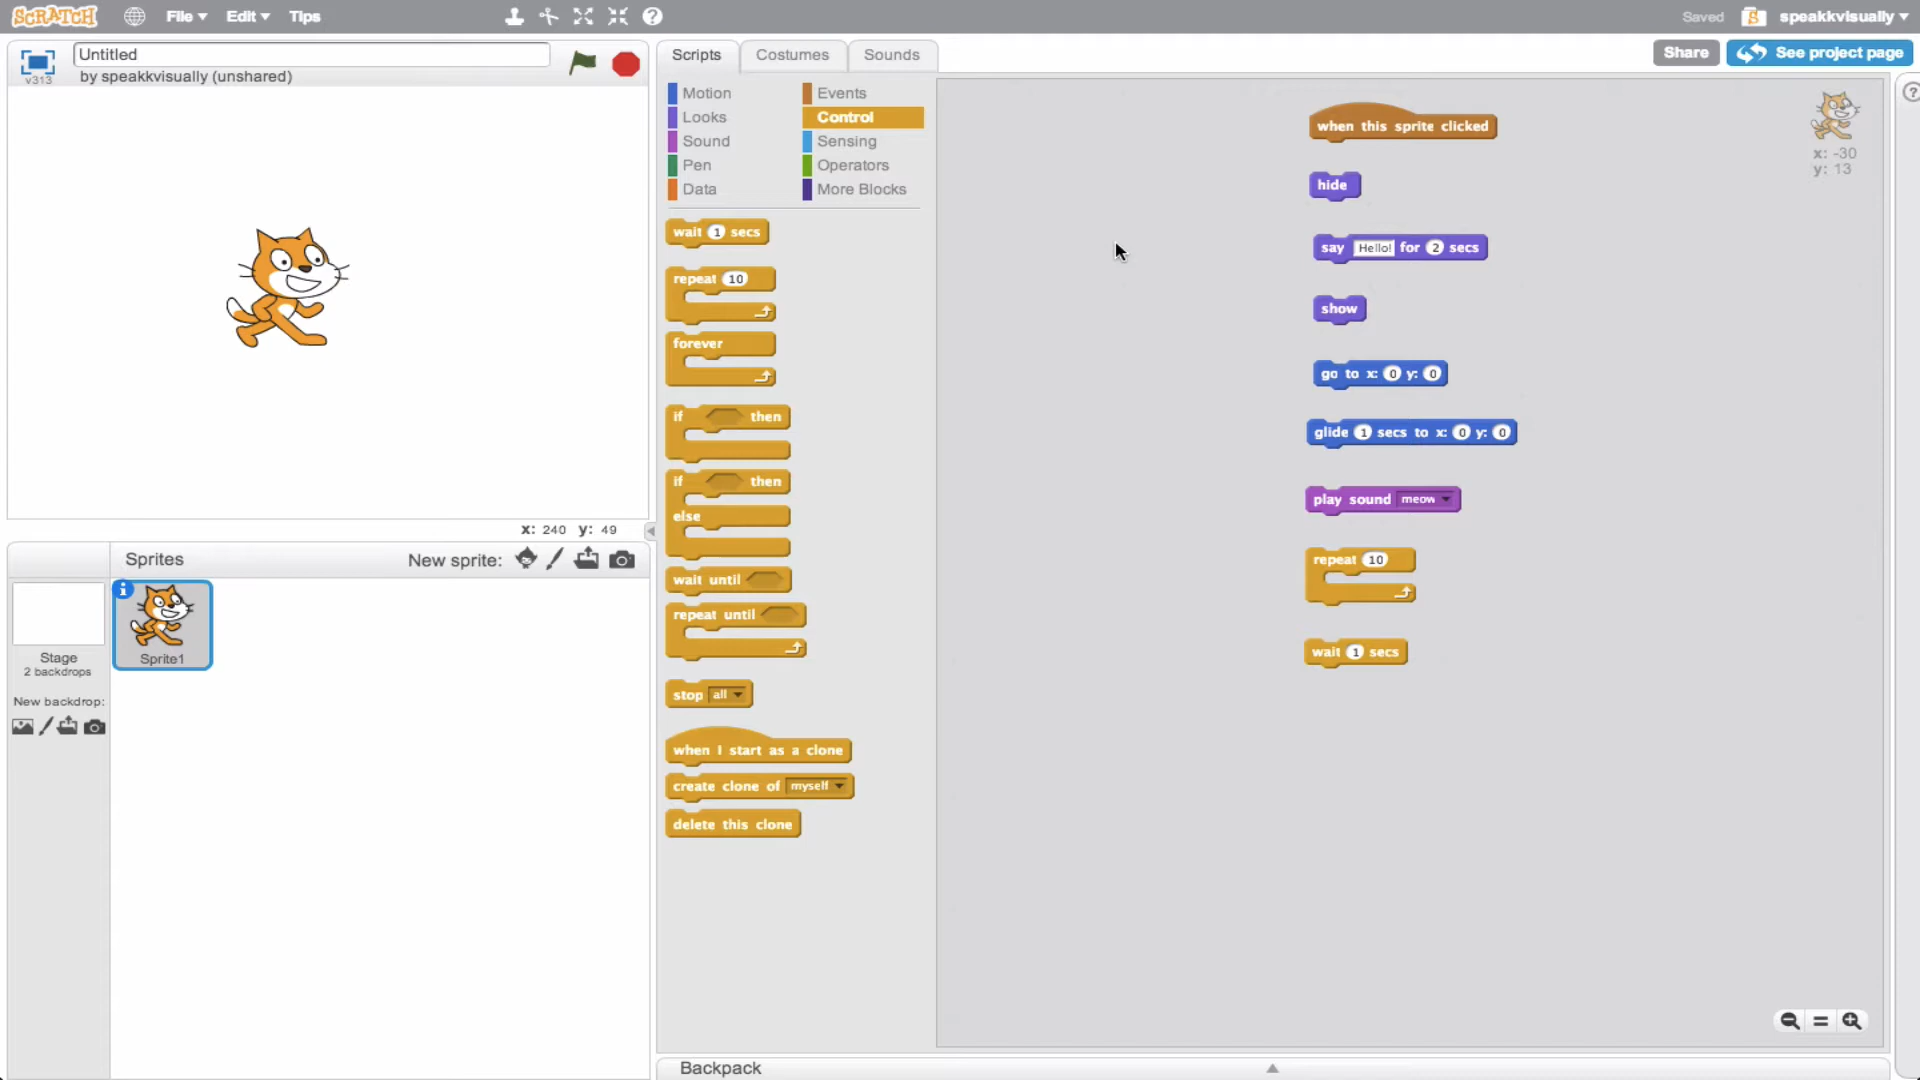 SCRATCH
File ▾
Edit ▾
Tips
Saved
S
speakkvisually ▾
v313
Untitled
by speakkvisually (unshared)
Scripts
Costumes
Sounds
Share
See project page
Motion
Looks
Sound
Pen
Data
Events
Control
Sensing
Operators
More Blocks
wait 1 secs
repeat 10
forever
if then
if then
else
wait until
repeat until
stop all
when I start as a clone
create clone of myself
delete this clone
when this sprite clicked
hide
say Hello! for 2 secs
show
go to x: 0 y: 0
glide 1 secs to x: 0 y: 0
play sound meow
repeat 10
wait 1 secs
x: -30
y: 13
x: 240 y: 49
Sprites
New sprite:
Sprite1
Stage
2 backdrops
New backdrop:
Backpack